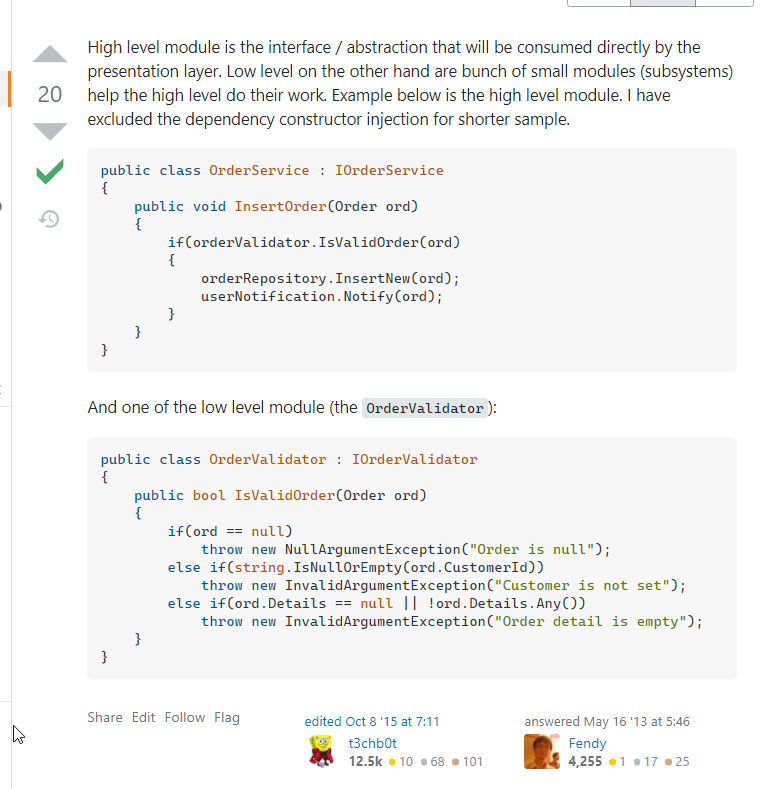 High level module is the interface / abstraction that will be consumed directly by the
presentation layer. Low level on the other hand are bunch of small modules (subsystems)
20
help the high level do their work. Example below is the high level module. I have
excluded the dependency constructor injection for shorter sample.
public class OrderService : IOrderService
{
    public void InsertOrder(Order ord)
    {
        if(orderValidator.IsValidOrder(ord)
        {
            orderRepository.InsertNew(ord);
            userNotification.Notify(ord);
        }
    }
}
And one of the low level module (the OrderValidator):
public class OrderValidator : IOrderValidator
{
    public bool IsValidOrder(Order ord)
    {
        if(ord == null)
            throw new NullArgumentException("Order is null");
        else if(string.IsNullOrEmpty(ord.CustomerId))
            throw new InvalidArgumentException("Customer is not set");
        else if(ord.Details == null || !ord.Details.Any())
            throw new InvalidArgumentException("Order detail is empty");
    }
}
Share Edit Follow Flag
edited Oct 8 '15 at 7:11
t3chb0t
12.5k 10 68 101
answered May 16 '13 at 5:46
Fendy
4,255 1 17 25